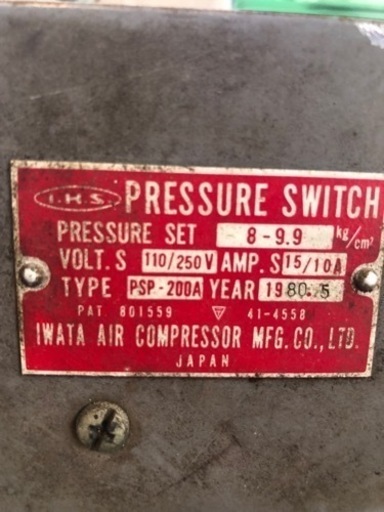 I.K.S. PRESSURE SWITCH
PRESSURE SET 8-9.9 kg/cm²
VOLT.S 110/250V AMP.S 15/10A
TYPE PSP-200A YEAR 1980.5
PAT 801559 41-4558
IWATA AIR COMPRESSOR MFG.CO.,LTD.
JAPAN